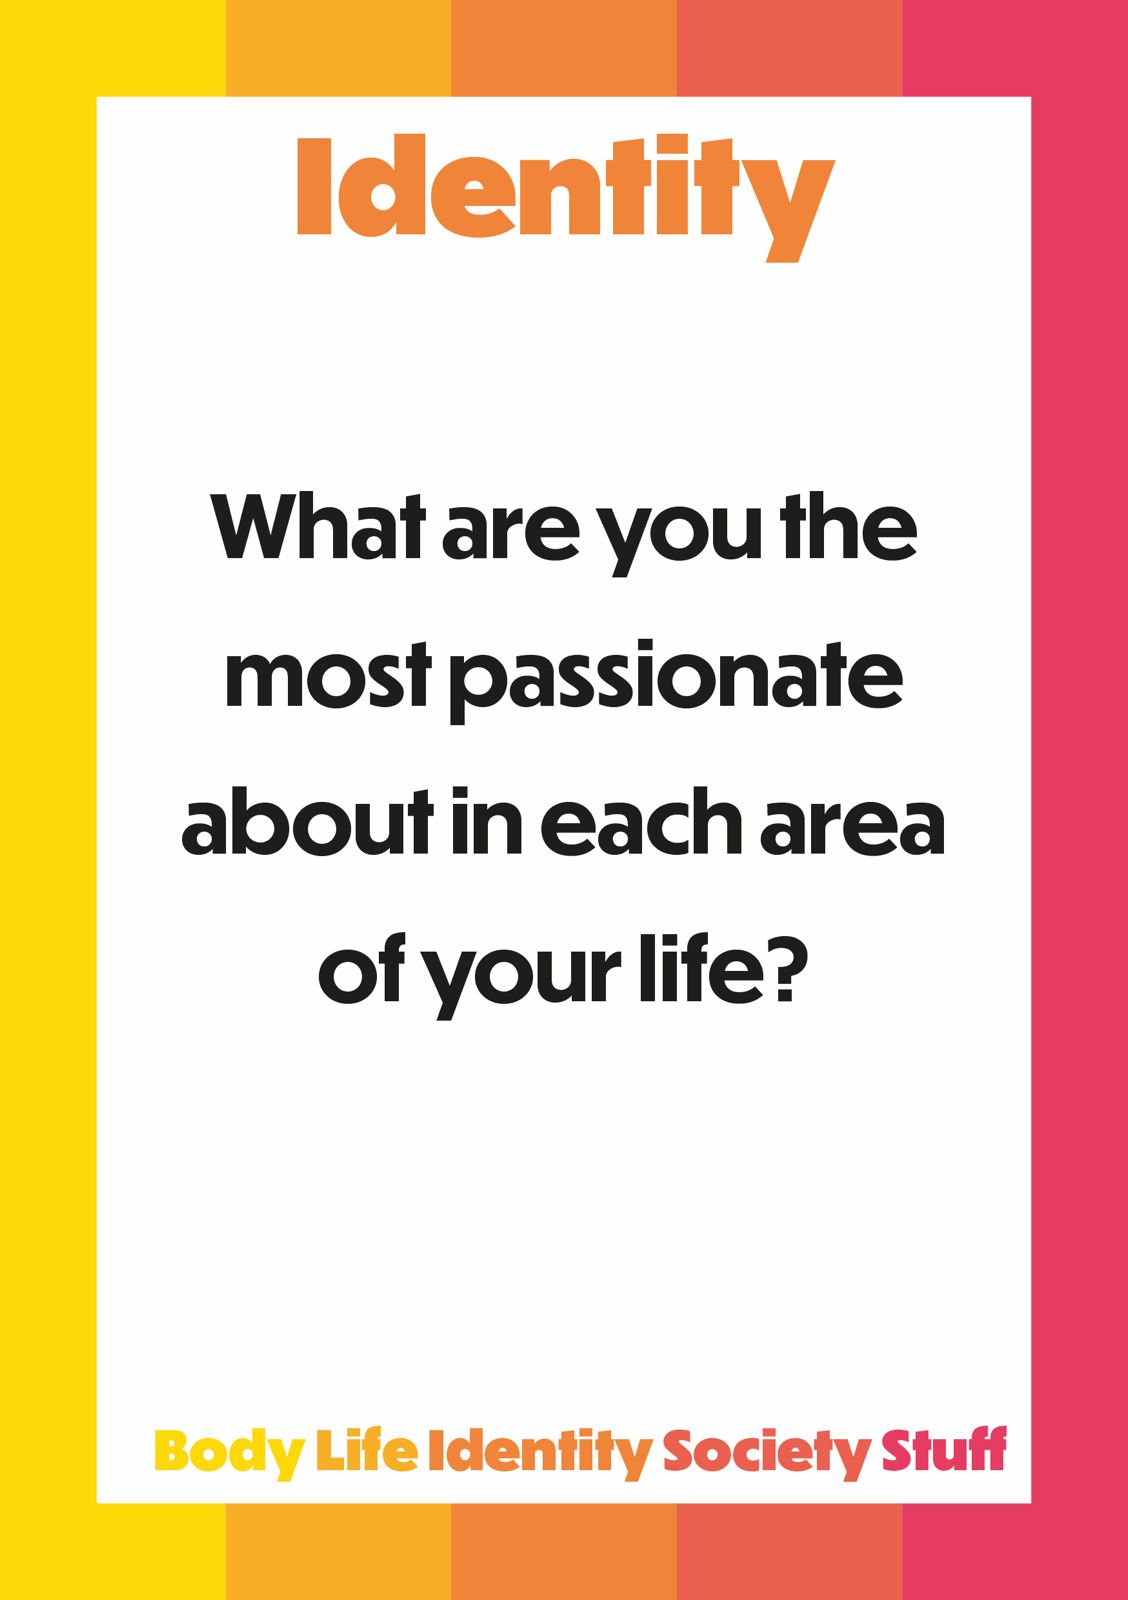 Identity
What are you the
most passionate
about in each area
of your life?
Body Life Identity Society Stuff